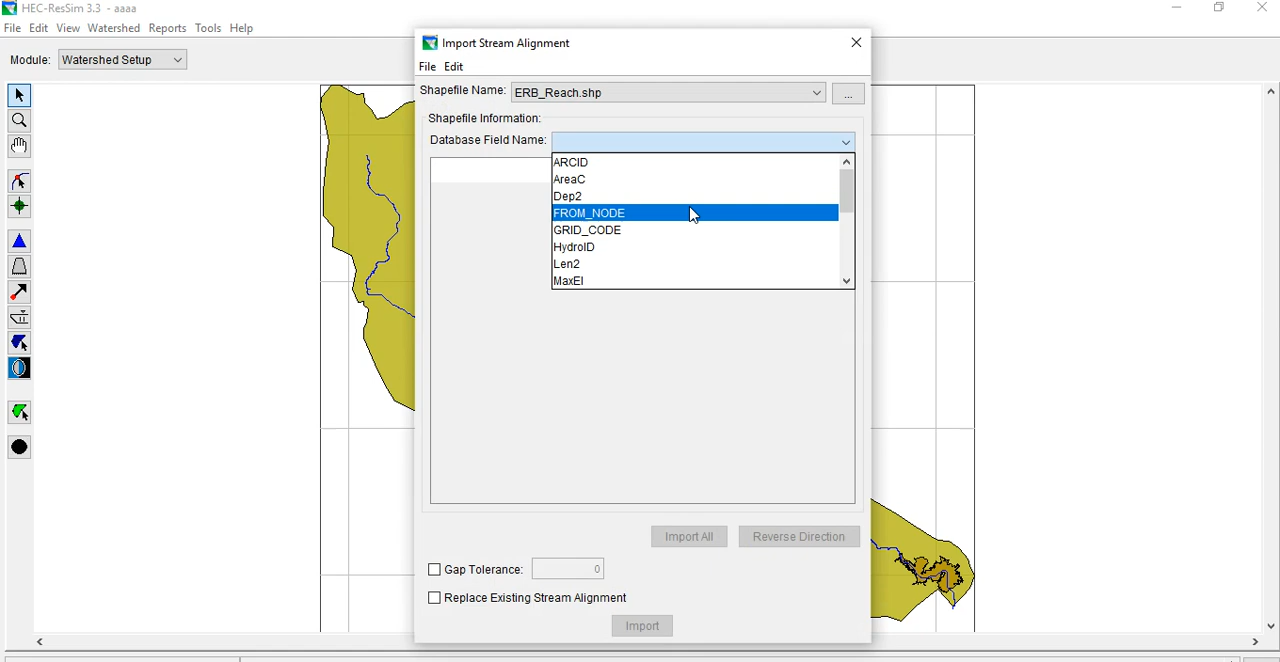 HEC-ResSim 3.3 - aaaa
File Edit View Watershed Reports Tools Help
Module: Watershed Setup
Import Stream Alignment
File Edit
Shapefile Name: ERB_Reach.shp ...
Shapefile Information:
Database Field Name:
ARCID
AreaC
Dep2
FROM_NODE
GRID_CODE
HydroID
Len2
MaxEl
Import All Reverse Direction
Gap Tolerance: 0
Replace Existing Stream Alignment
Import